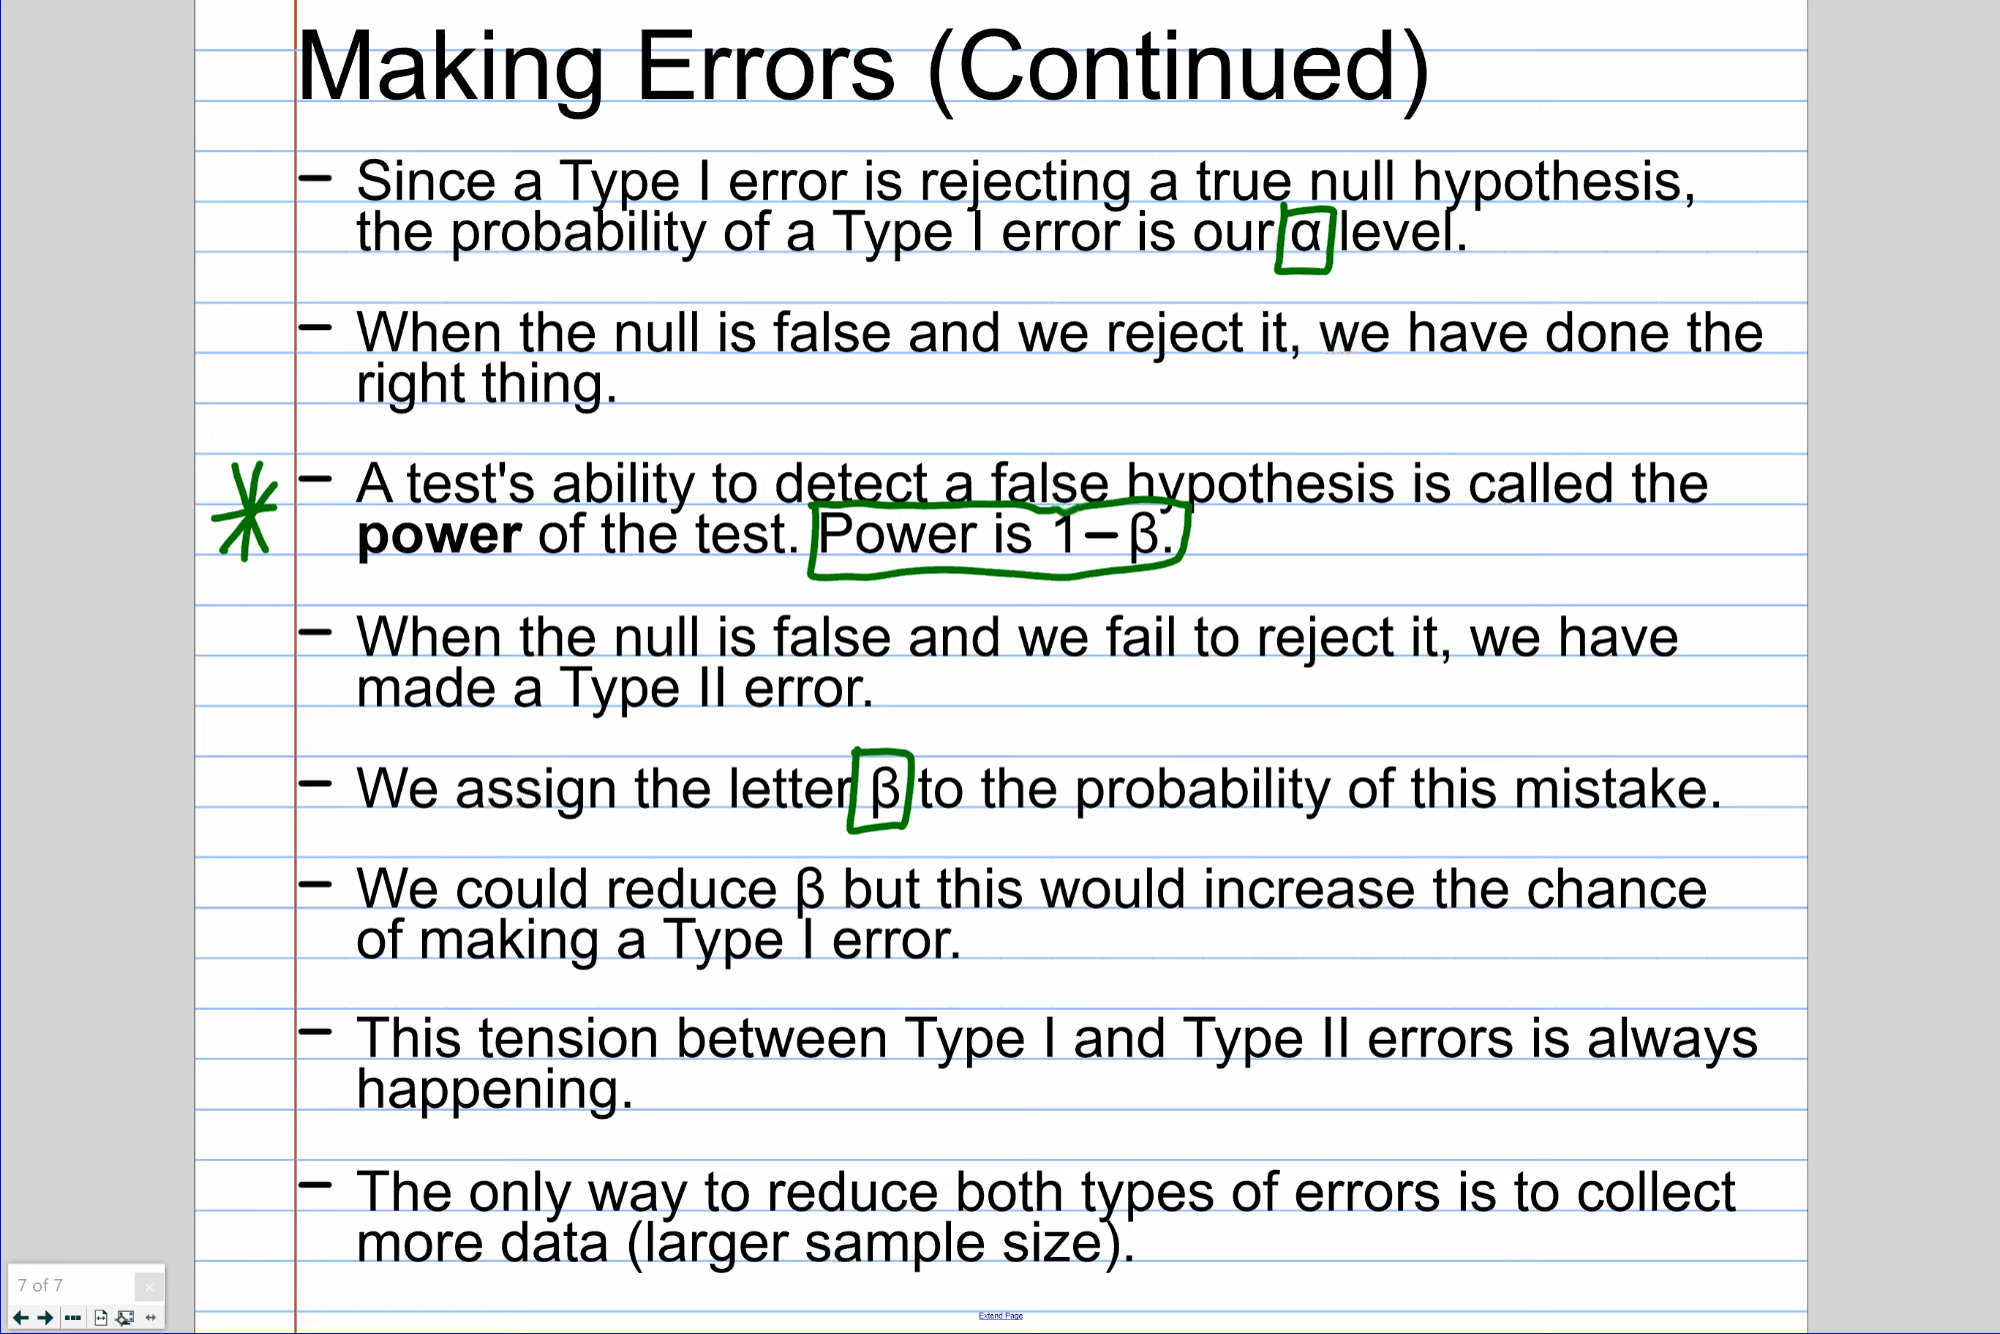 Making Errors (Continued)
– Since a Type I error is rejecting a true null hypothesis,
the probability of a Type I error is our α level.
– When the null is false and we reject it, we have done the
right thing.
– A test's ability to detect a false hypothesis is called the
power of the test. Power is 1–β.
– When the null is false and we fail to reject it, we have
made a Type II error.
– We assign the letter β to the probability of this mistake.
– We could reduce β but this would increase the chance
of making a Type I error.
– This tension between Type I and Type II errors is always
happening.
– The only way to reduce both types of errors is to collect
more data (larger sample size).
7 of 7
Extend Page